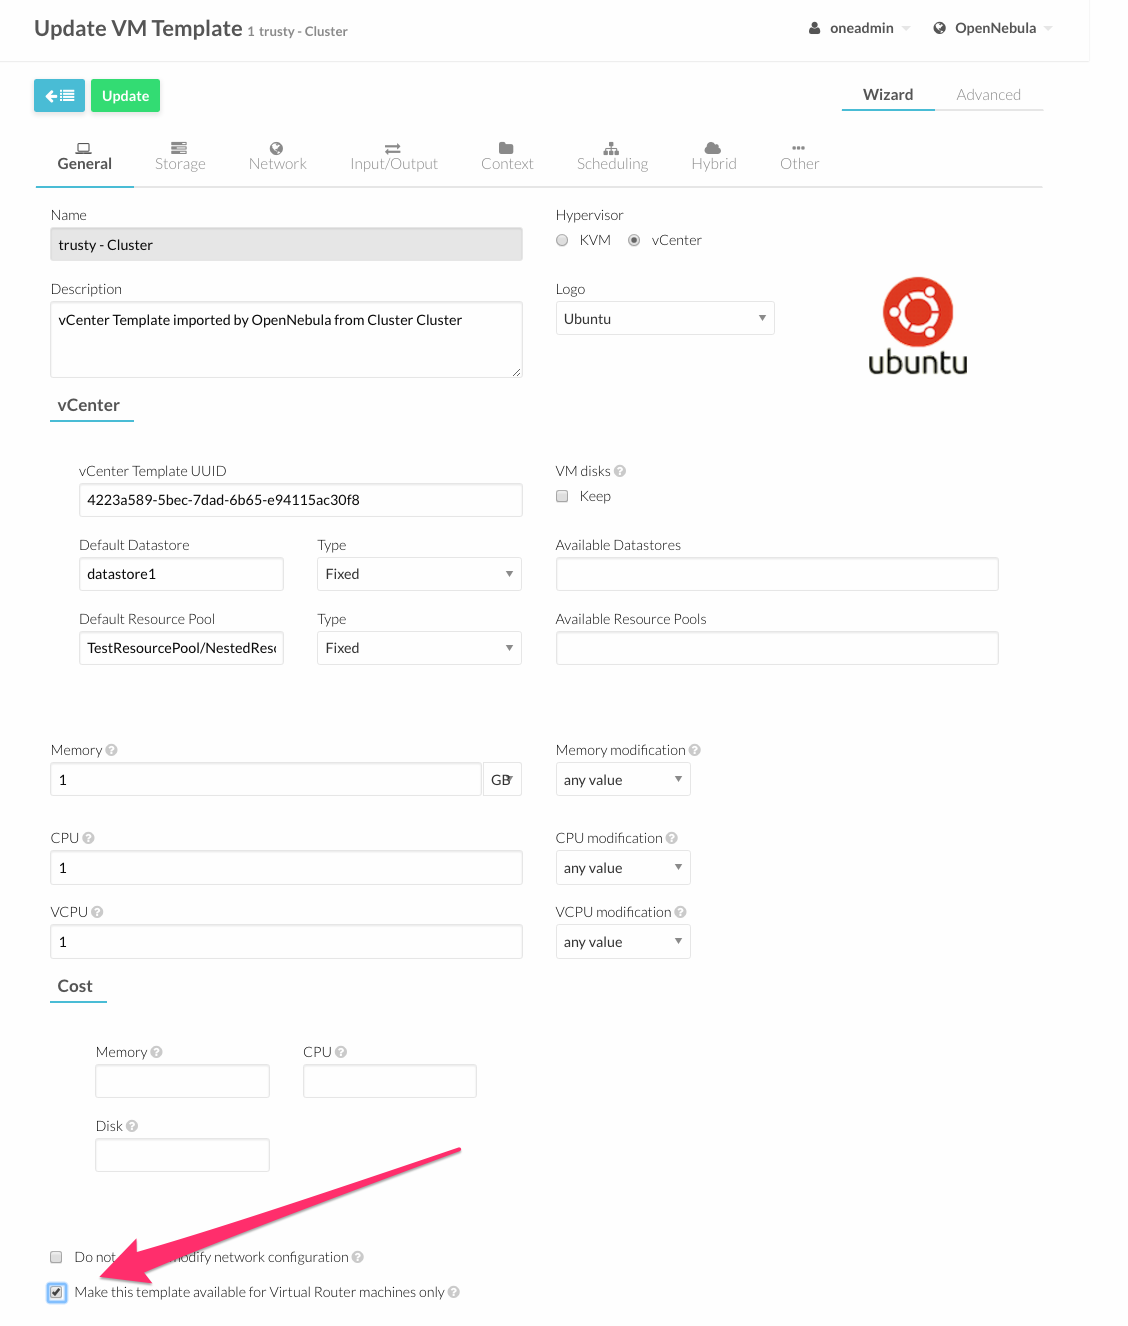 Update VM Template 1 trusty - Cluster
oneadmin
OpenNebula
Update
Wizard
Advanced
General
Storage
Network
Input/Output
Context
Scheduling
Hybrid
Other
Name
trusty - Cluster
Hypervisor
KVM
vCenter
Description
vCenter Template imported by OpenNebula from Cluster Cluster
Logo
Ubuntu
ubuntu
vCenter
vCenter Template UUID
4223a589-5bec-7dad-6b65-e94115ac30f8
VM disks
Keep
Default Datastore
datastore1
Type
Fixed
Available Datastores
Default Resource Pool
TestResourcePool/NestedRes
Type
Fixed
Available Resource Pools
Memory
1
GB
Memory modification
any value
CPU
1
CPU modification
any value
VCPU
1
VCPU modification
any value
Cost
Memory
CPU
Disk
Do not modify network configuration
Make this template available for Virtual Router machines only